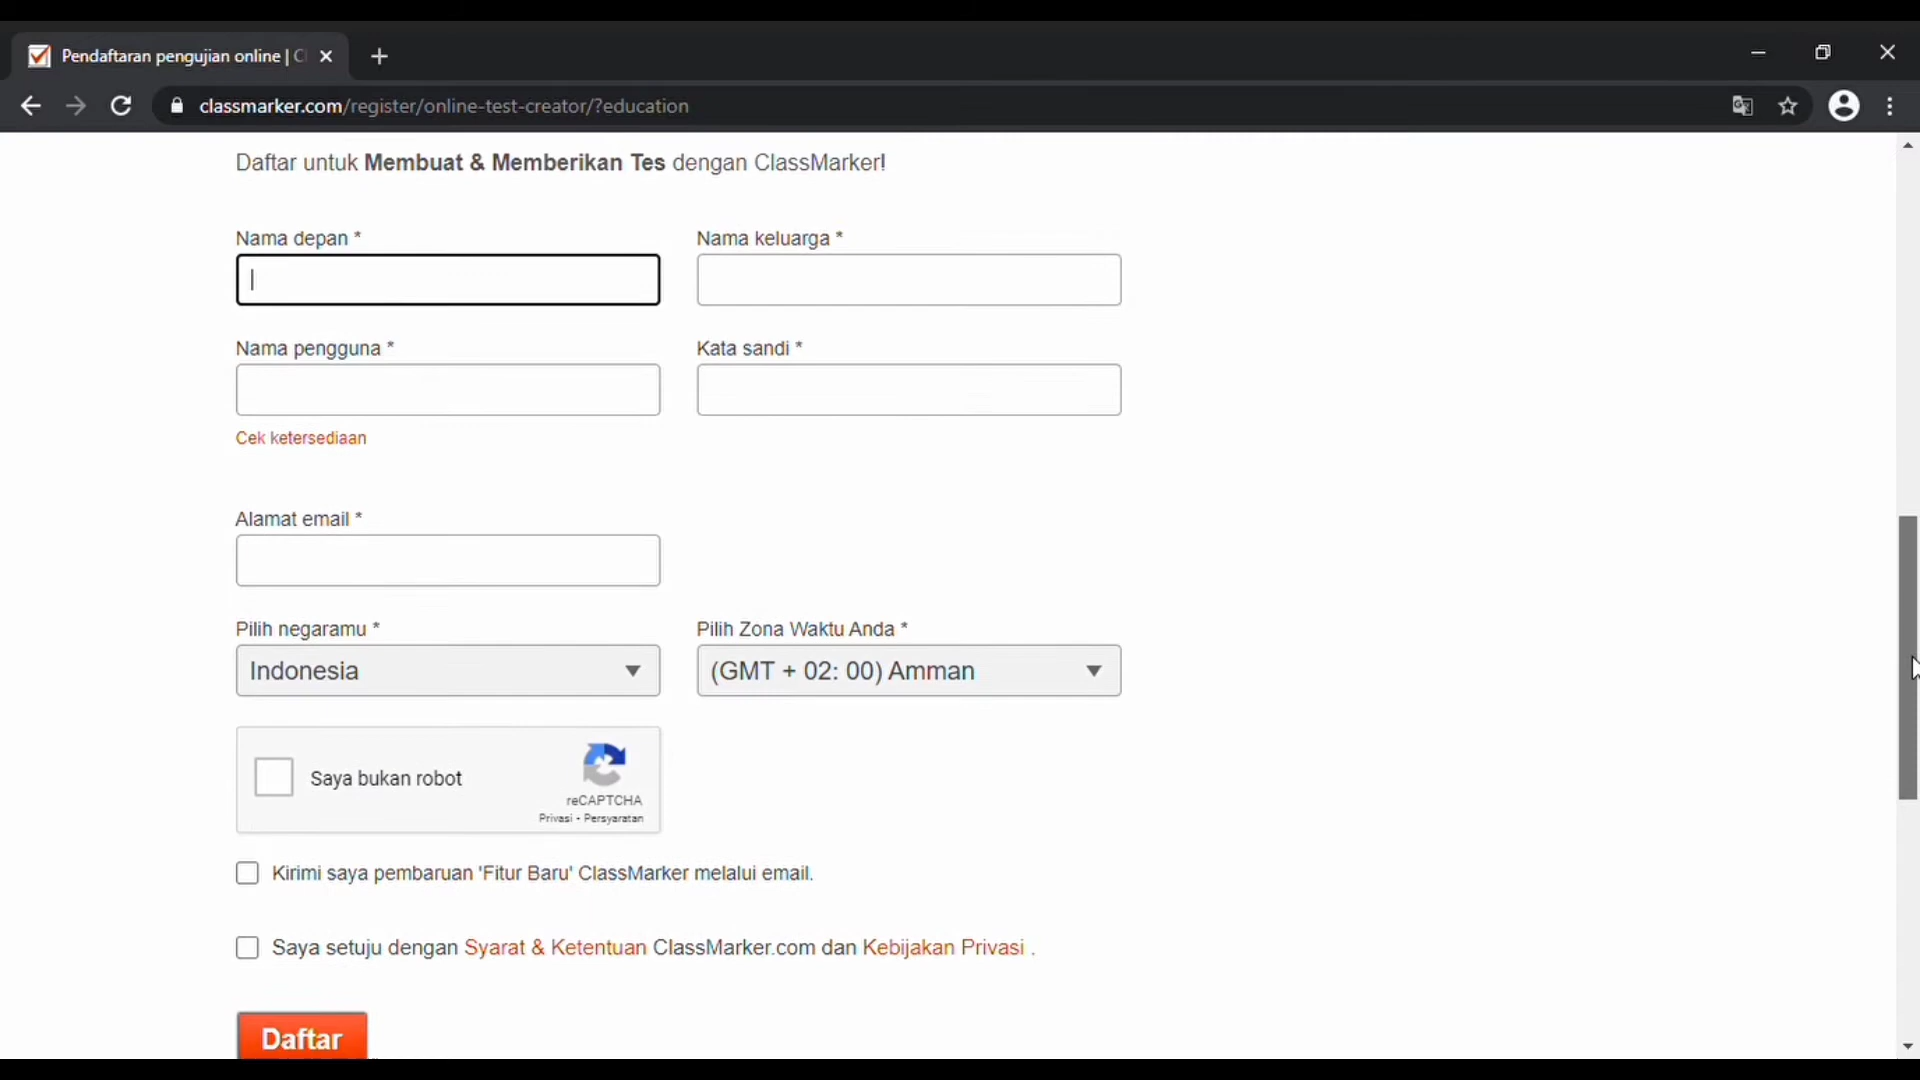 Pendaftaran pengujian online | C
classmarker.com/register/online-test-creator/?education
Daftar untuk Membuat & Memberikan Tes dengan ClassMarker!
Nama depan *
Nama keluarga *
Nama pengguna *
Kata sandi *
Cek ketersediaan
Alamat email *
Pilih negaramu *
Pilih Zona Waktu Anda *
Indonesia
(GMT + 02: 00) Amman
Saya bukan robot
reCAPTCHA
Privasi - Persyaratan
Kirimi saya pembaruan 'Fitur Baru' ClassMarker melalui email.
Saya setuju dengan Syarat & Ketentuan ClassMarker.com dan Kebijakan Privasi .
Daftar